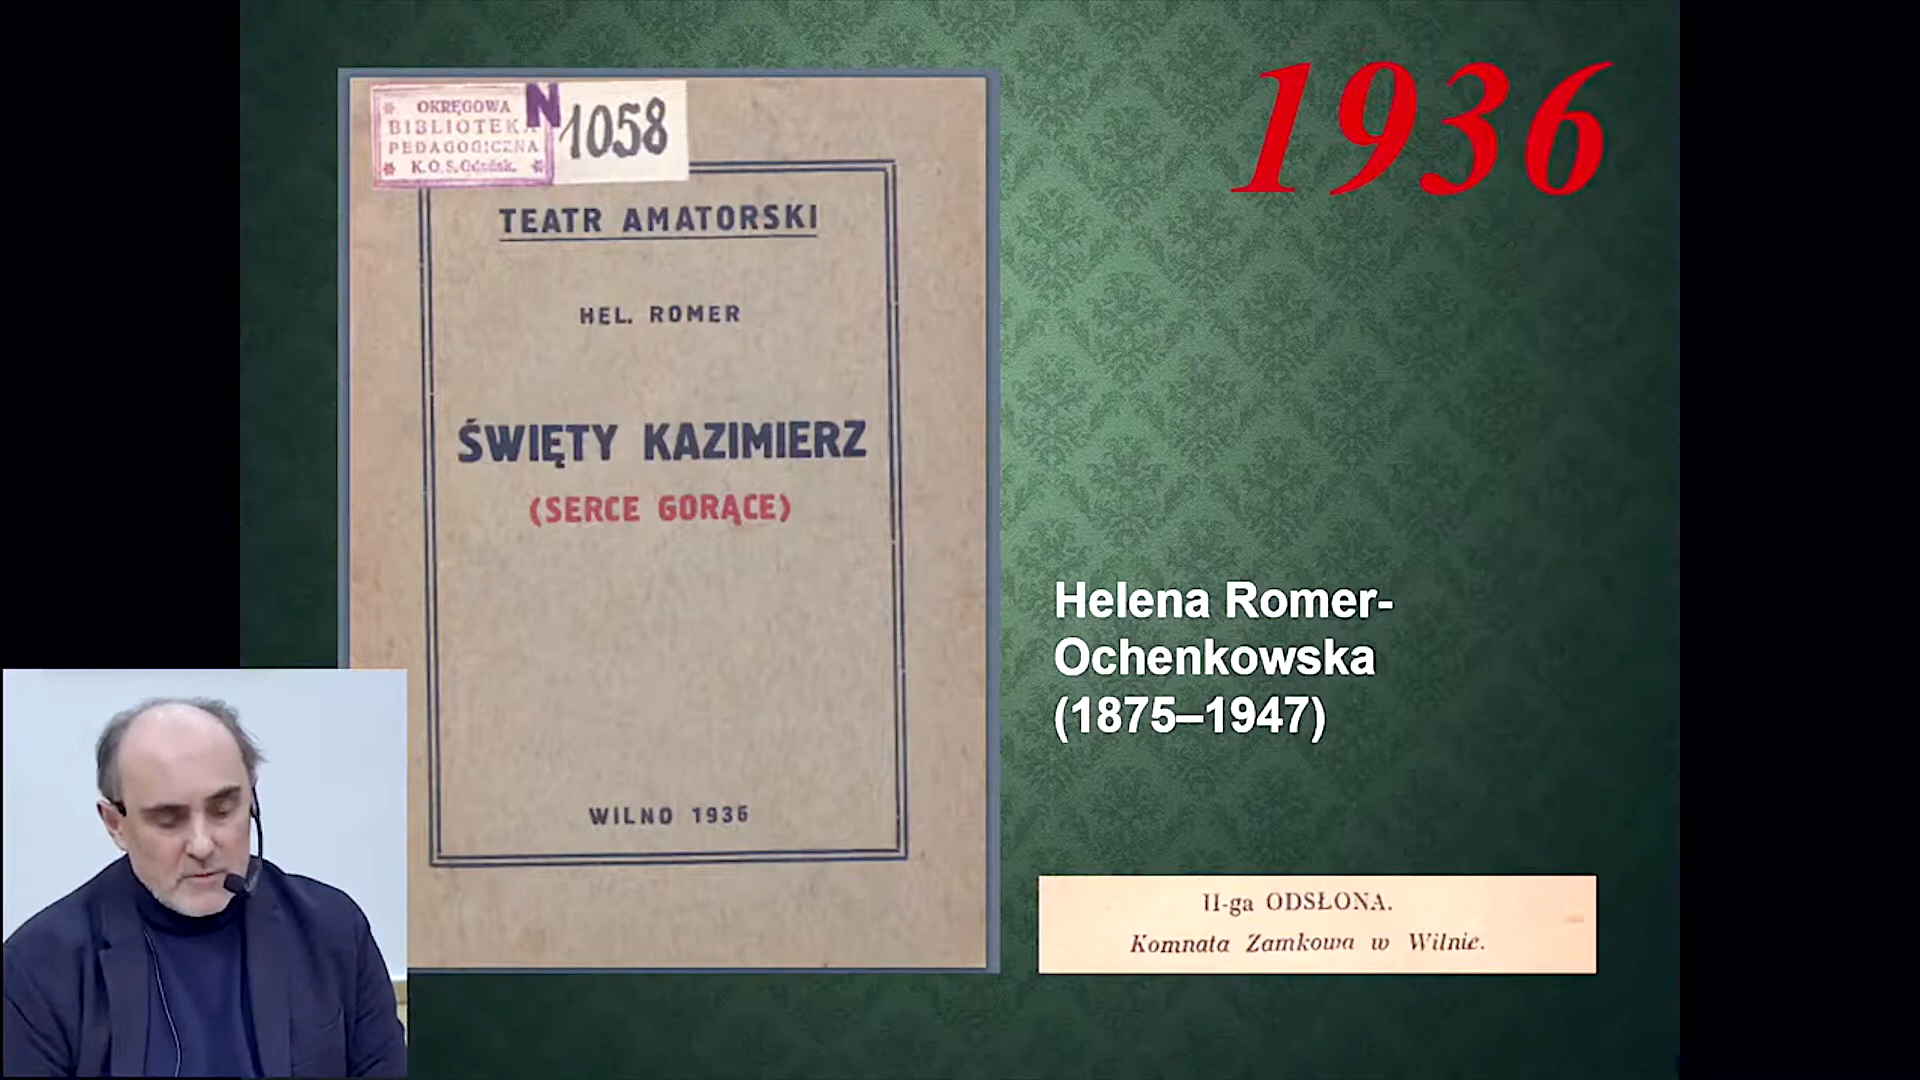 OKRĘGOWA
BIBLIOTEKA
PEDAGOGICZNA
K.O.S. Gdańsk.
N 1058
TEATR AMATORSKI
HEL. ROMER
ŚWIĘTY KAZIMIERZ
(SERCE GORĄCE)
WILNO 1936
1936
Helena Romer-
Ochenkowska
(1875–1947)
II-ga ODSŁONA.
Komnata Zamkowa w Wilnie.